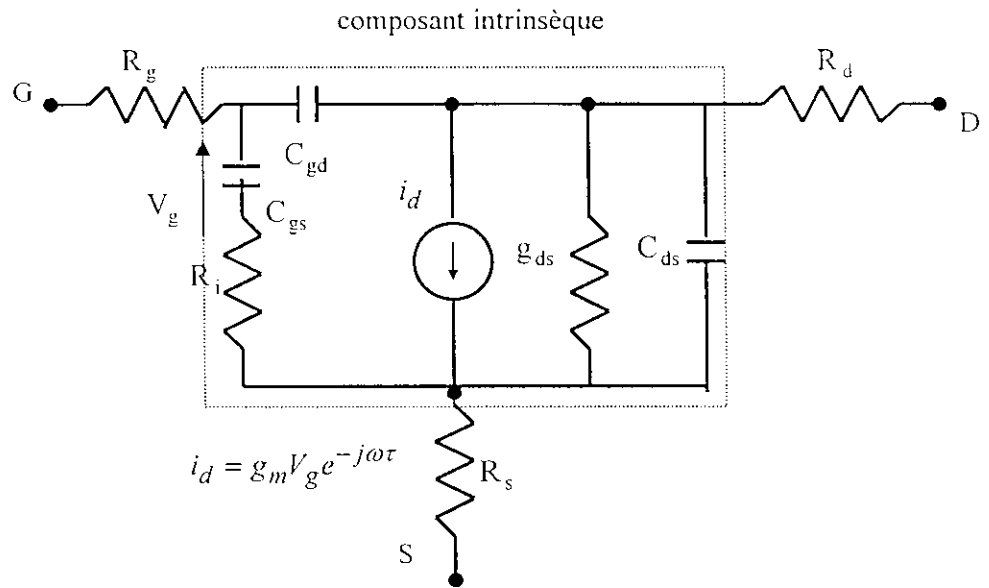 composant intrinsèque
R_g
R_d
G
D
C_gd
V_g
C_gs
i_d
g_ds
C_ds
R_i
i_d = g_m V_g e^{-jωτ}
R_s
S